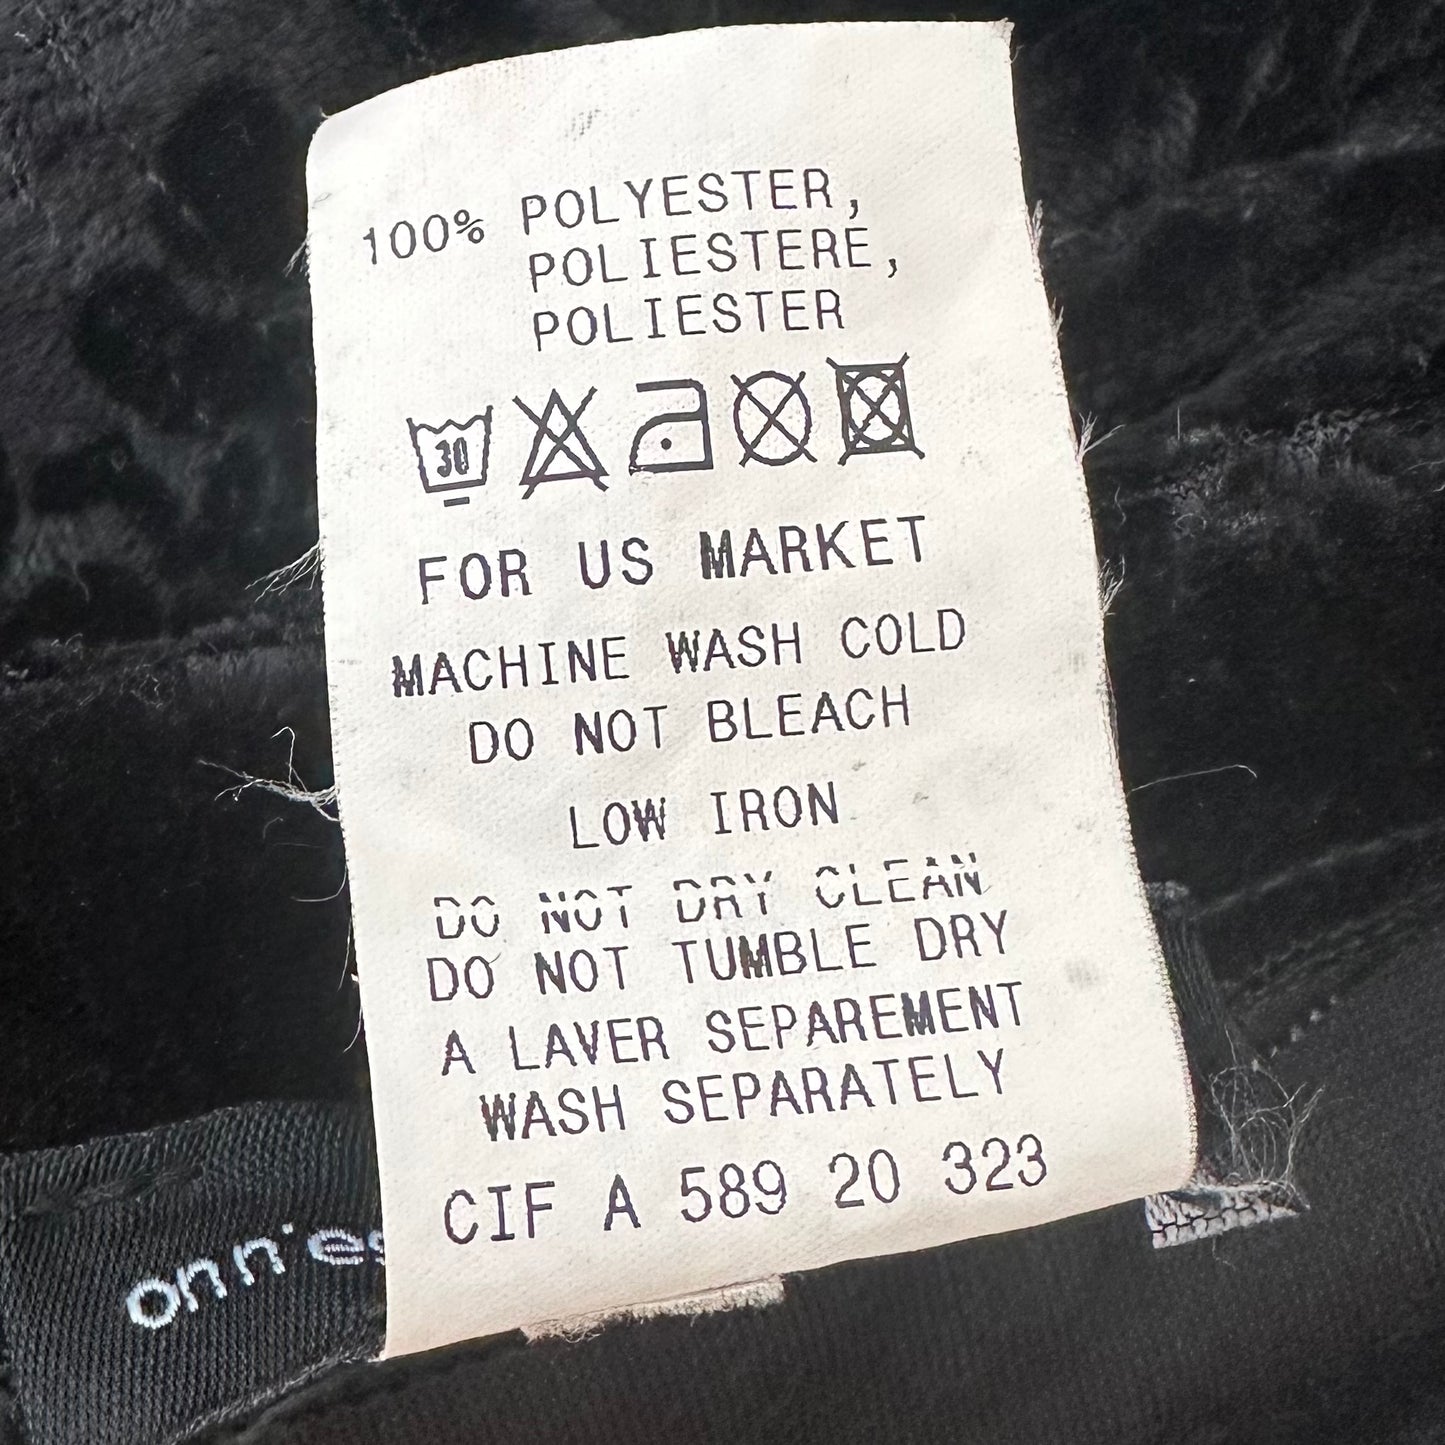 100% POLYESTER,
POLIESTERE,
POLIESTER
30
FOR US MARKET
MACHINE WASH COLD
DO NOT BLEACH
LOW IRON
DO NOT DRY CLEAN
DO NOT TUMBLE DRY
A LAVER SEPAREMENT
WASH SEPARATELY
CIF A 589 20 323